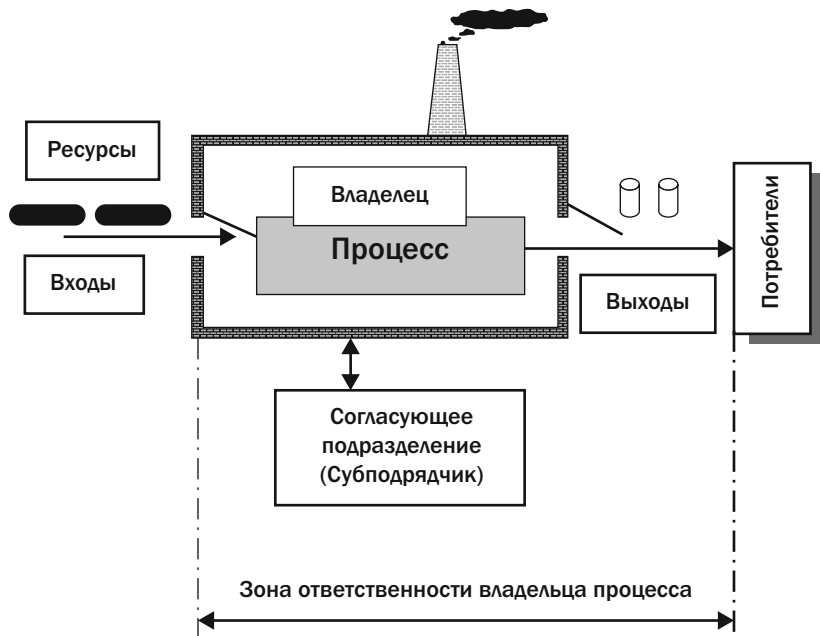 Ресурсы
Владелец
Процесс
Входы
Выходы
Потребители
Согласующее
подразделение
(Субподрядчик)
Зона ответственности владельца процесса